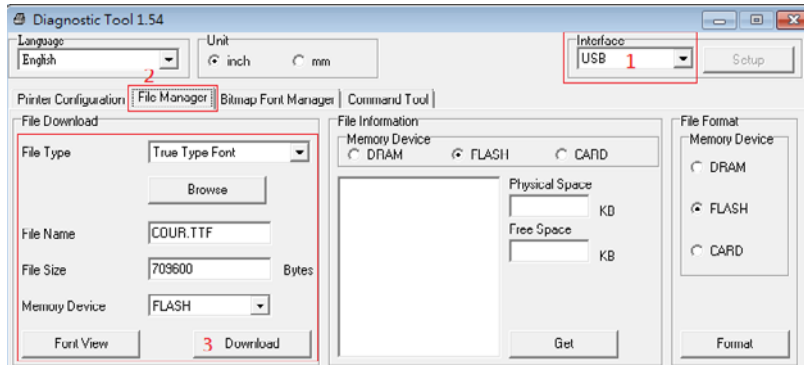 Diagnostic Tool 1.54
Language
English
Unit
inch
mm
Interface
USB
1
Setup
2
Printer Configuration
File Manager
Bitmap Font Manager
Command Tool
File Download
File Type
True Type Font
Browse
File Name
COUR.TTF
File Size
709600
Bytes
Memory Device
FLASH
Font View
3
Download
File Information
Memory Device
DRAM
FLASH
CARD
Physical Space
KB
Free Space
KB
Get
File Format
Memory Device
DRAM
FLASH
CARD
Format